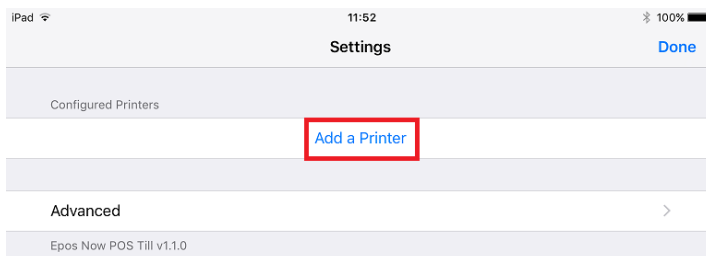 iPad 11:52 100%
Settings Done
Configured Printers
Add a Printer
Advanced
Epos Now POS Till v1.1.0